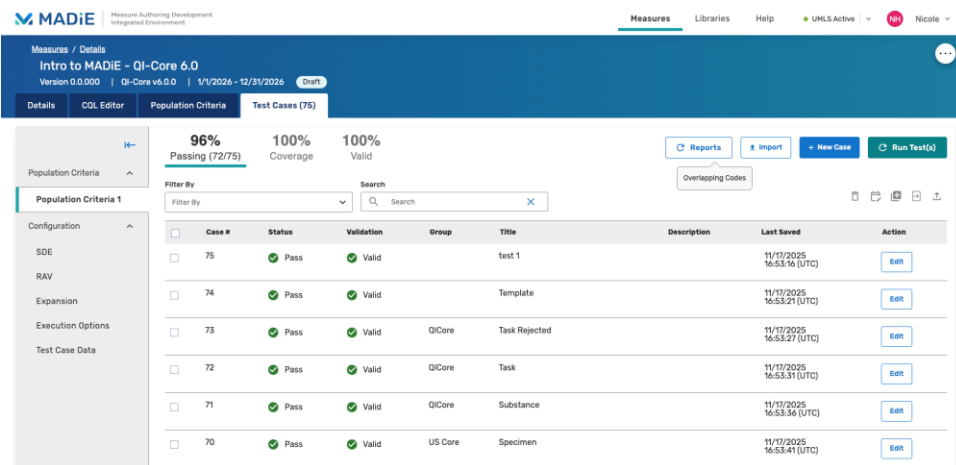 MADiE
Measure Authoring Development
Integrated Environment
Measures Libraries Help UMLS Active NH Nicole
Measures / Details
Intro to MADiE - QI-Core 6.0
Version 0.0.000 | QI-Core v6.0.0 | 1/1/2026 - 12/31/2026 Draft
Details CQL Editor Population Criteria Test Cases (75)
96% 100% 100%
Passing (72/75) Coverage Valid
Reports Import + New Case Run Test(s)
Overlapping Codes
Population Criteria
Population Criteria 1
Configuration
SDE
RAV
Expansion
Execution Options
Test Case Data
Filter By Search
Filter By Search
Case # Status Validation Group Title Description Last Saved Action
75 Pass Valid test 1 11/17/2025 Edit
16:53:16 (UTC)
74 Pass Valid Template 11/17/2025 Edit
16:53:21 (UTC)
73 Pass Valid QICore Task Rejected 11/17/2025 Edit
16:53:27 (UTC)
72 Pass Valid QICore Task 11/17/2025 Edit
16:53:31 (UTC)
71 Pass Valid QICore Substance 11/17/2025 Edit
16:53:36 (UTC)
70 Pass Valid US Core Specimen 11/17/2025 Edit
16:53:41 (UTC)